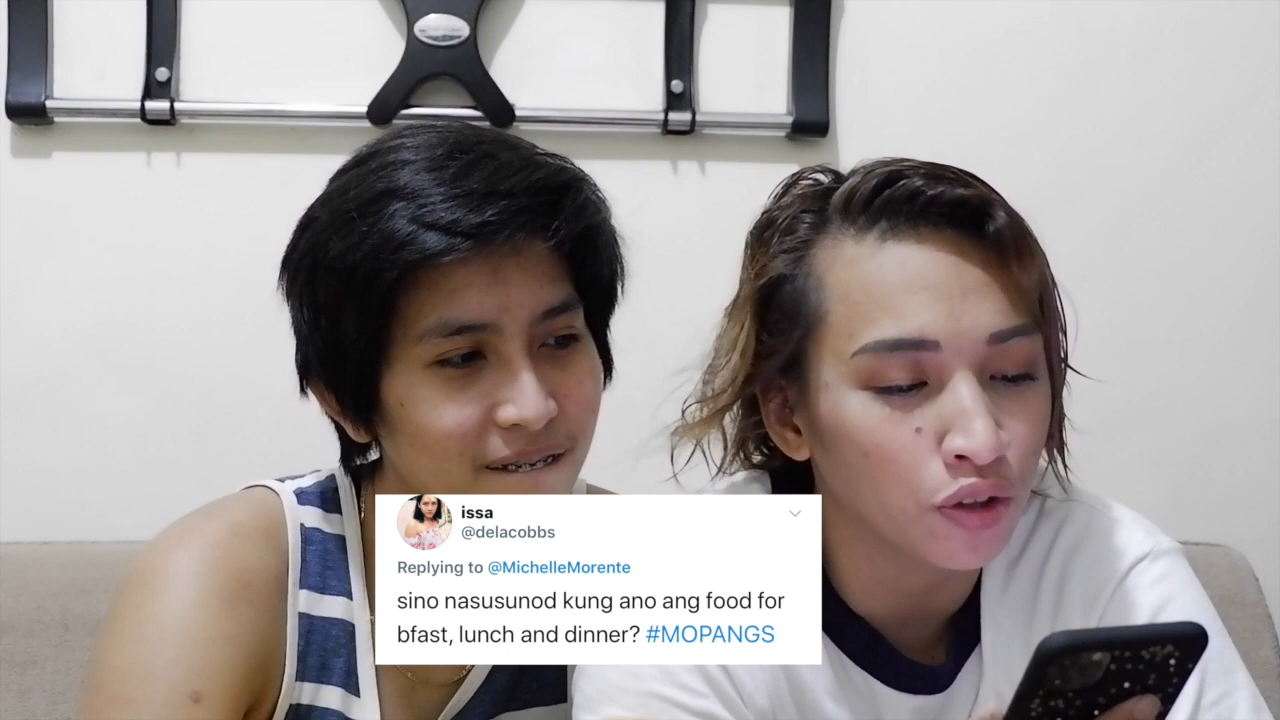 issa
@delacobbs
Replying to @MichelleMorente
sino nasusunod kung ano ang food for
bfast, lunch and dinner? #MOPANGS